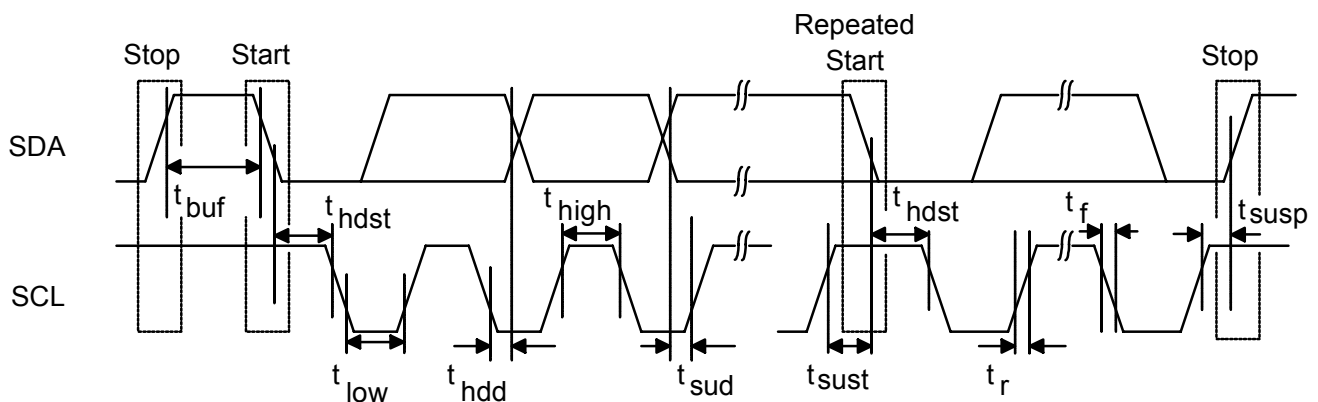 Stop
Start
Repeated
Start
Stop
SDA
t buf
t hdst
t high
t hdst
t f
t susp
SCL
t low
t hdd
t sud
t sust
t r